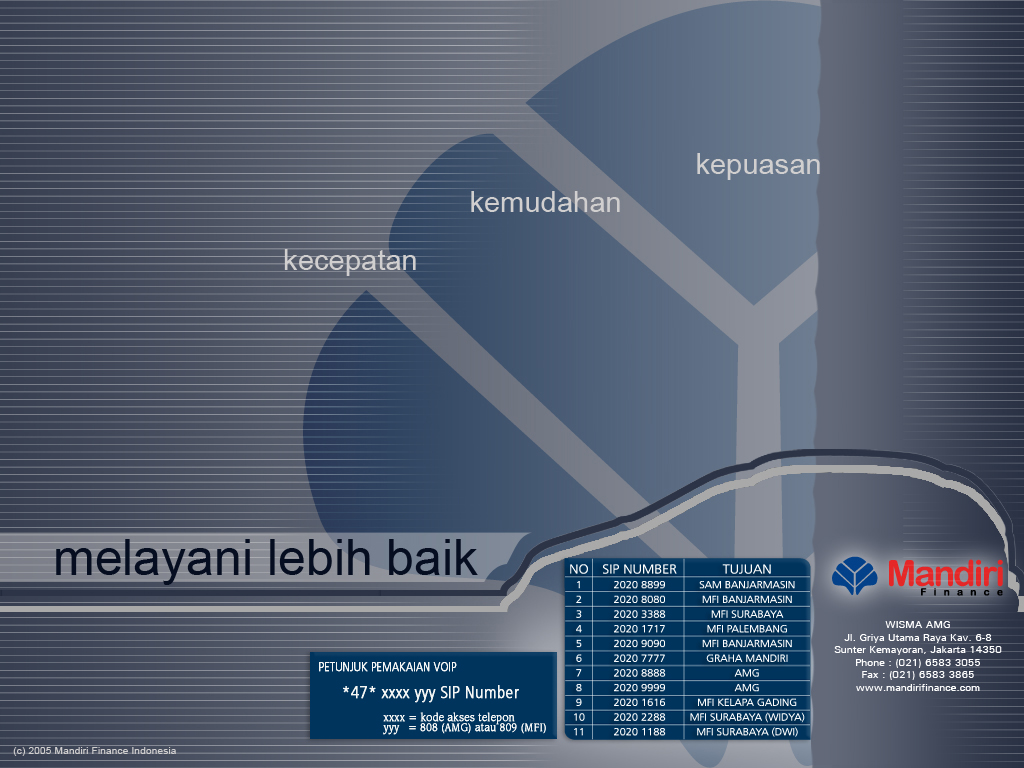 kepuasan
kemudahan
kecepatan
melayani lebih baik
PETUNJUK PEMAKAIAN VOIP
*47* xxxx yyy SIP Number
xxxx = kode akses telepon
yyy = 808 (AMG) atau 809 (MFI)
NO SIP NUMBER TUJUAN
1 2020 8899 SAM BANJARMASIN
2 2020 8080 MFI BANJARMASIN
3 2020 3388 MFI SURABAYA
4 2020 1717 MFI PALEMBANG
5 2020 9090 MFI BANJARMASIN
6 2020 7777 GRAHA MANDIRI
7 2020 8888 AMG
8 2020 9999 AMG
9 2020 1616 MFI KELAPA GADING
10 2020 2288 MFI SURABAYA (WIDYA)
11 2020 1188 MFI SURABAYA (DWI)
Mandiri
Finance
WISMA AMG
Jl. Griya Utama Raya Kav. 6-8
Sunter Kemayoran, Jakarta 14350
Phone : (021) 6583 3055
Fax : (021) 6583 3865
www.mandirifinance.com
(c) 2005 Mandiri Finance Indonesia